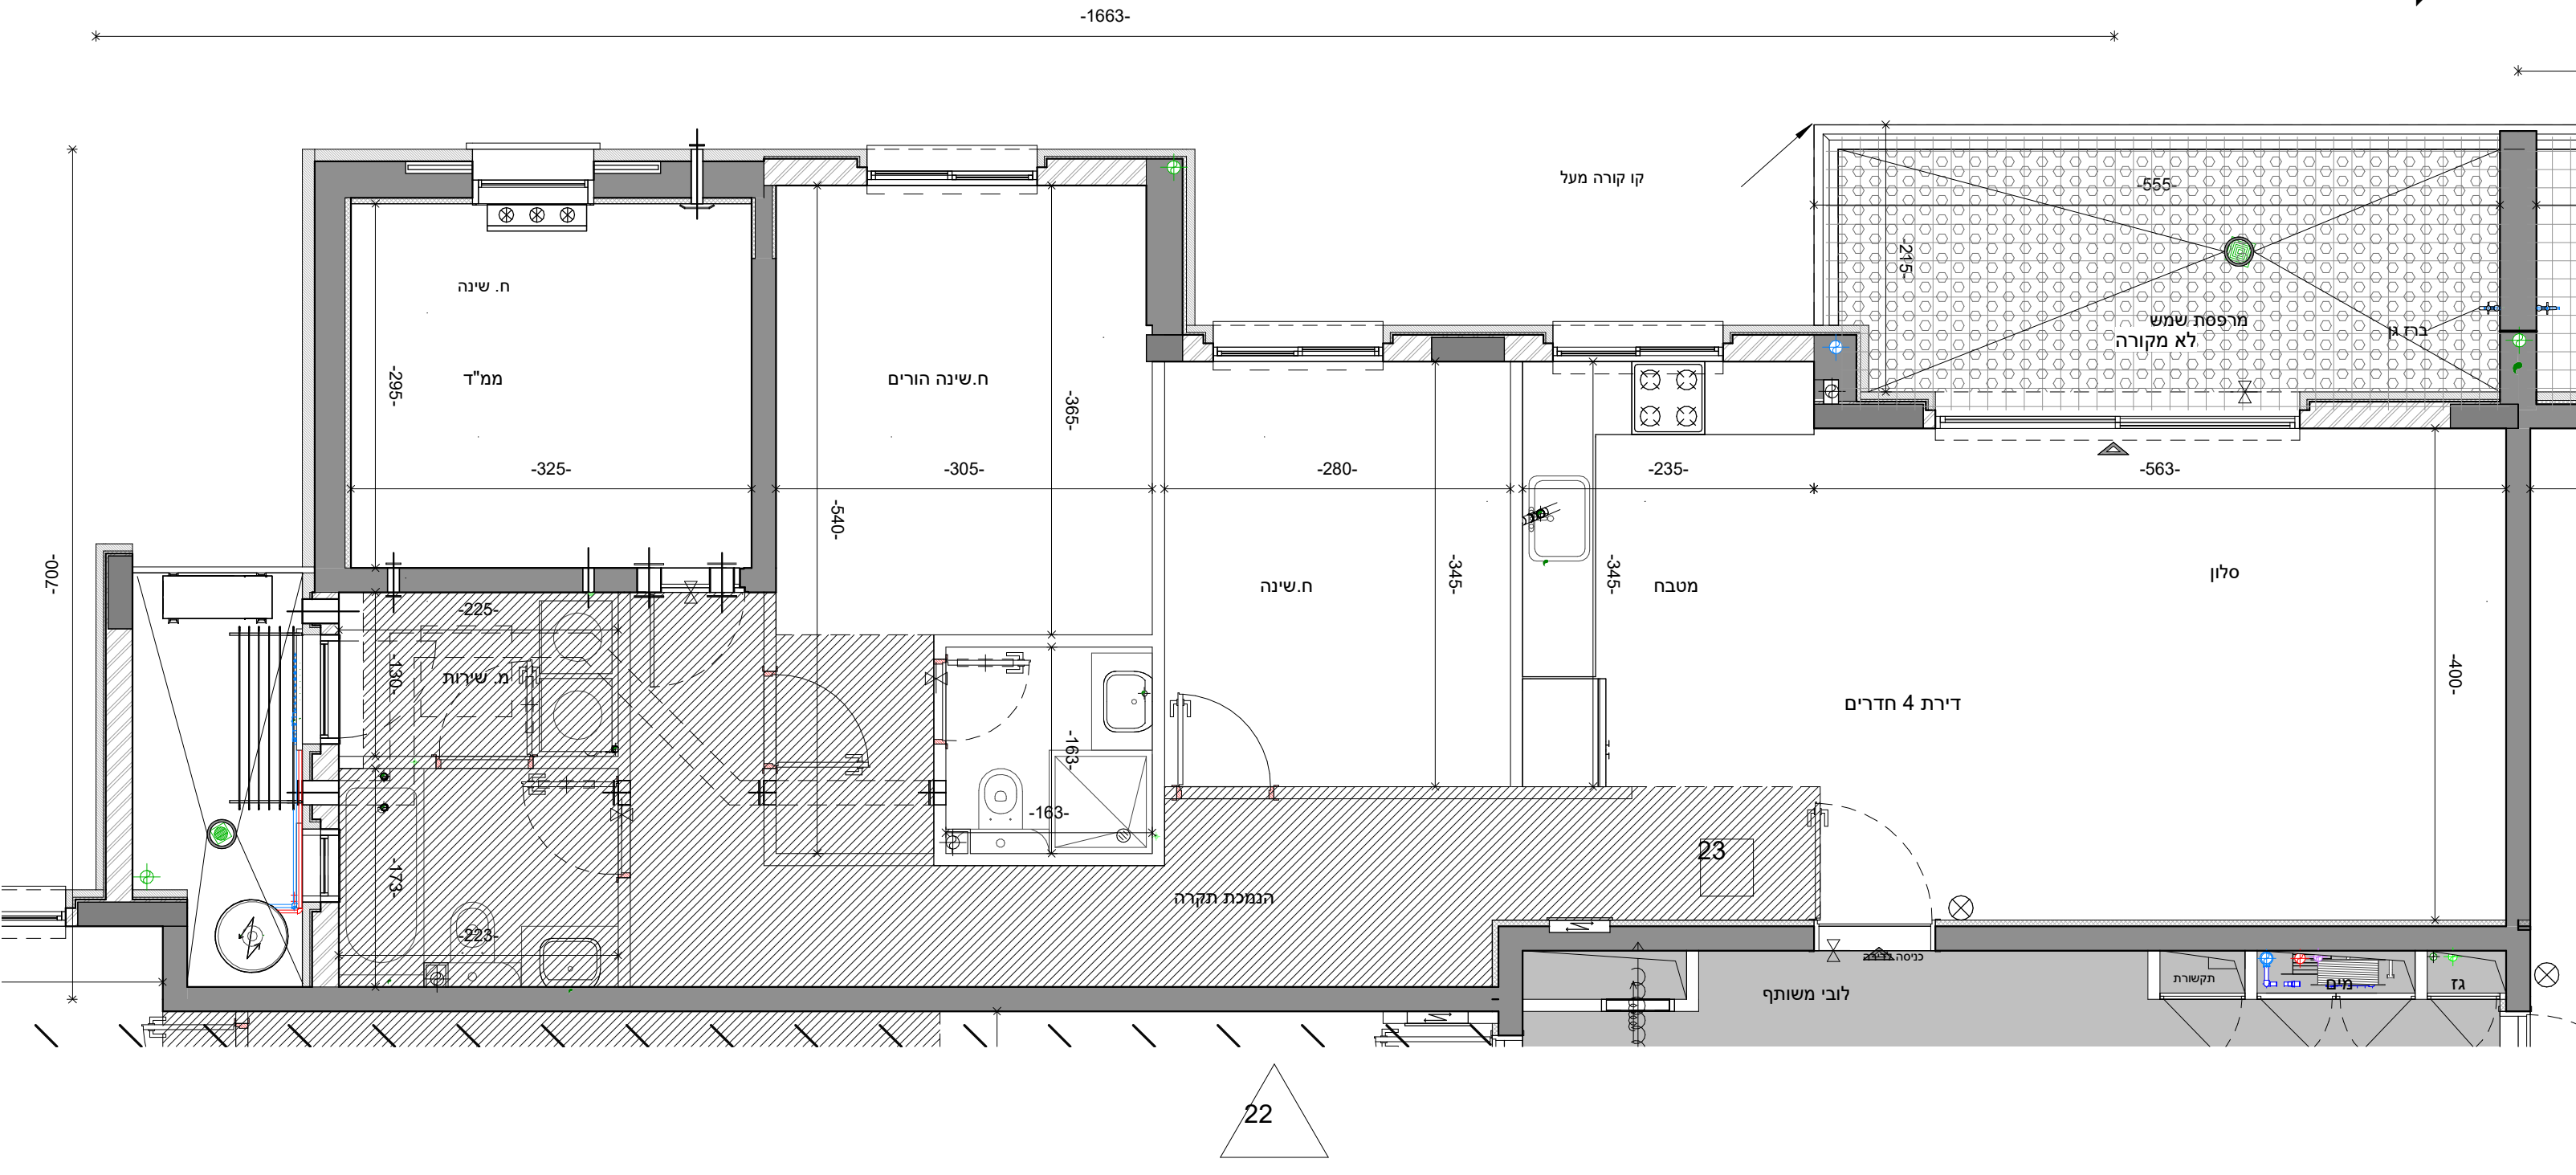 -1663-
קו קורה מעל
-555-
-215-
מרפסת שמש
לא מקורה
ברז גן
ח. שינה
ממ"ד
-295-
-325-
ח.שינה הורים
-365-
-305-
-540-
-280-
-235-
-563-
ח.שינה
-345-
-345-
מטבח
סלון
-700-
-225-
-130-
מ. שירות
-163-
-163-
דירת 4 חדרים
-400-
23
-173-
-223-
הנמכת תקרה
כניסה לדירה
לובי משותף
תקשורת
מים
גז
22